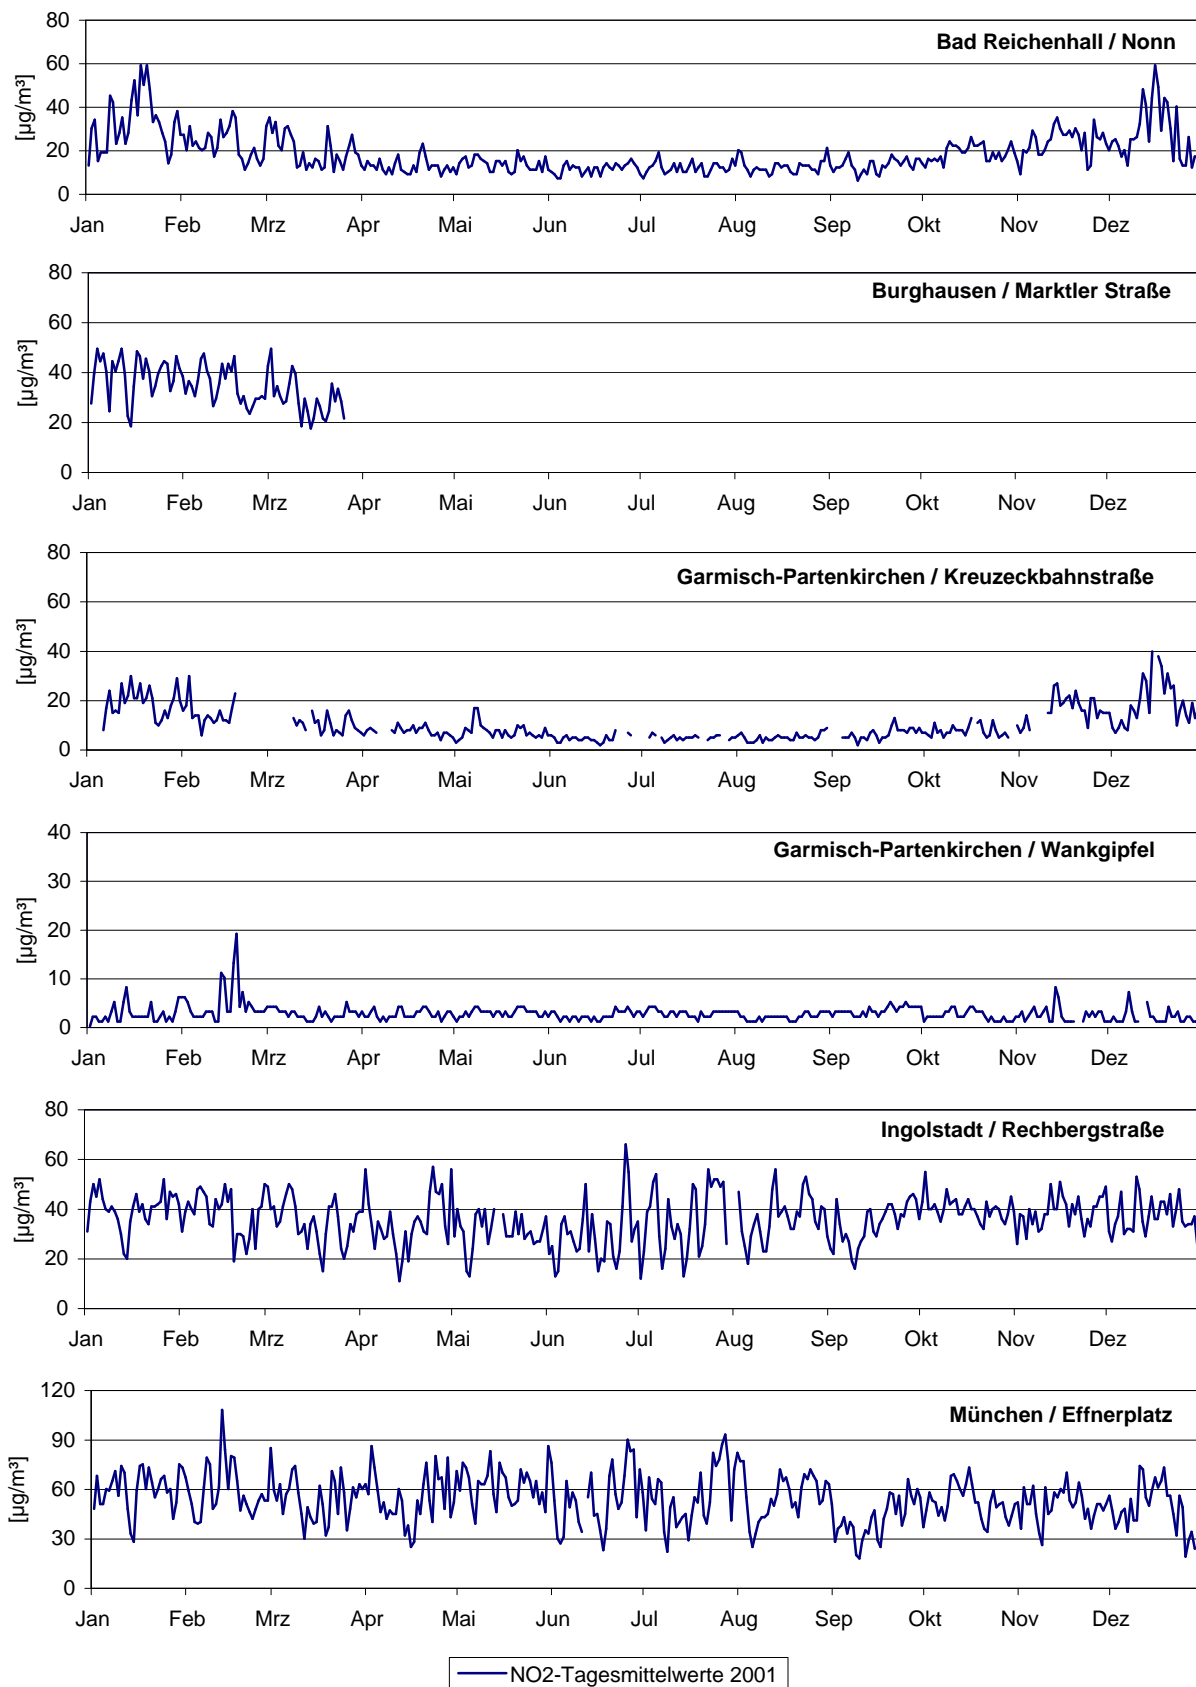 Bad Reichenhall / Nonn
[µg/m³]
80
60
40
20
0
Jan Feb Mrz Apr Mai Jun Jul Aug Sep Okt Nov Dez
Burghausen / Marktler Straße
[µg/m³]
80
60
40
20
0
Jan Feb Mrz Apr Mai Jun Jul Aug Sep Okt Nov Dez
Garmisch-Partenkirchen / Kreuzeckbahnstraße
[µg/m³]
80
60
40
20
0
Jan Feb Mrz Apr Mai Jun Jul Aug Sep Okt Nov Dez
Garmisch-Partenkirchen / Wankgipfel
[µg/m³]
40
30
20
10
0
Jan Feb Mrz Apr Mai Jun Jul Aug Sep Okt Nov Dez
Ingolstadt / Rechbergstraße
[µg/m³]
80
60
40
20
0
Jan Feb Mrz Apr Mai Jun Jul Aug Sep Okt Nov Dez
München / Effnerplatz
[µg/m³]
120
90
60
30
0
Jan Feb Mrz Apr Mai Jun Jul Aug Sep Okt Nov Dez
NO2-Tagesmittelwerte 2001